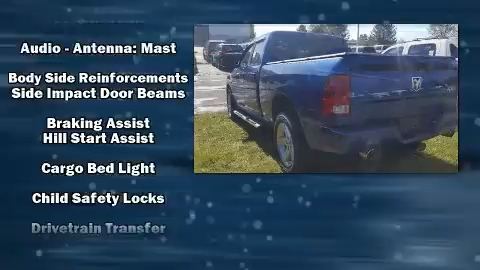 Audio - Antenna: Mast
Body Side Reinforcements
Side Impact Door Beams
Braking Assist
Hill Start Assist
Cargo Bed Light
Child Safety Locks
Drivetrain Transfer